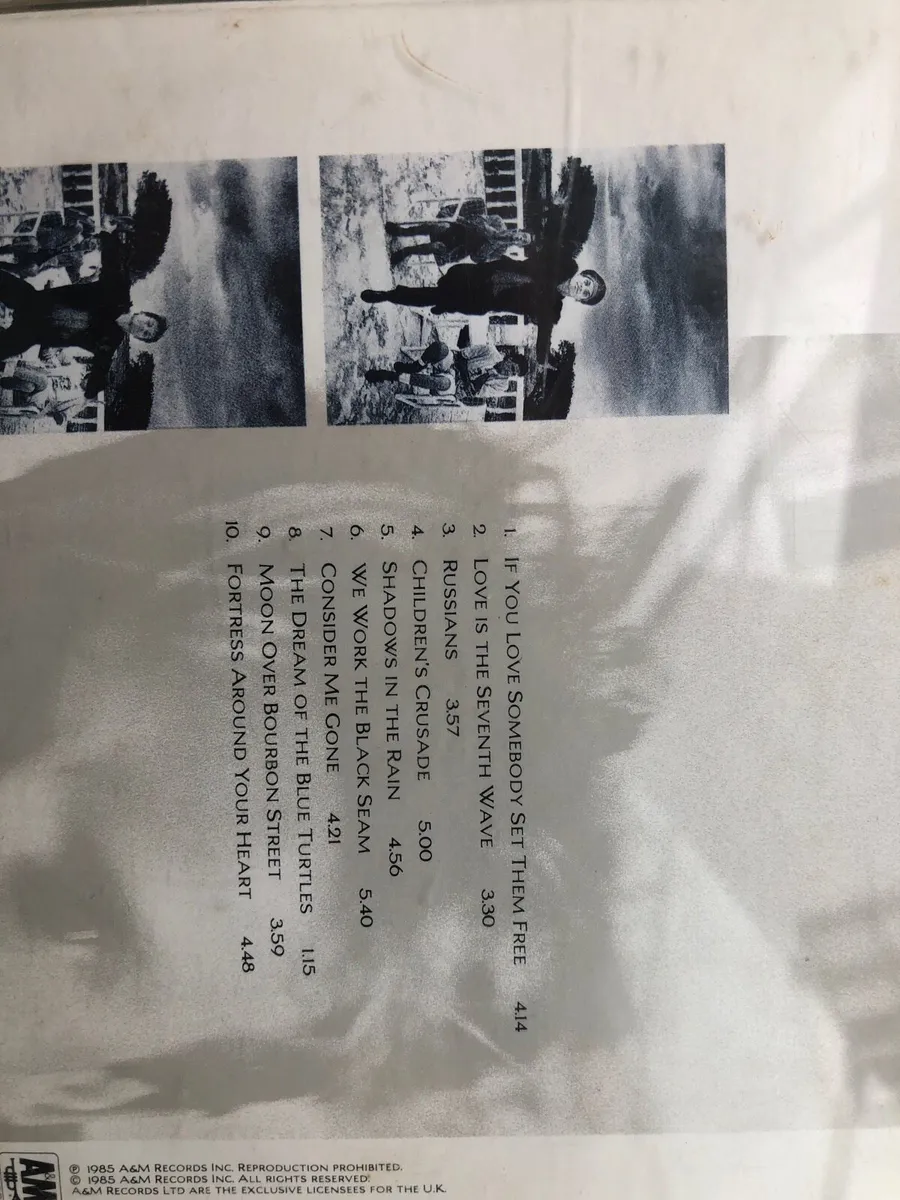 1. IF YOU LOVE SOMEBODY SET THEM FREE 4.14
2. LOVE IS THE SEVENTH WAVE 3.30
3. RUSSIANS 3.57
4. CHILDREN'S CRUSADE 5.00
5. SHADOWS IN THE RAIN 4.56
6. WE WORK THE BLACK SEAM 5.40
7. CONSIDER ME GONE 4.21
8. THE DREAM OF THE BLUE TURTLES 1.15
9. MOON OVER BOURBON STREET 3.59
10. FORTRESS AROUND YOUR HEART 4.48
℗ 1985 A&M RECORDS INC. REPRODUCTION PROHIBITED.
© 1985 A&M RECORDS INC. ALL RIGHTS RESERVED.
A&M RECORDS LTD ARE THE EXCLUSIVE LICENSEES FOR THE U.K.
A&M